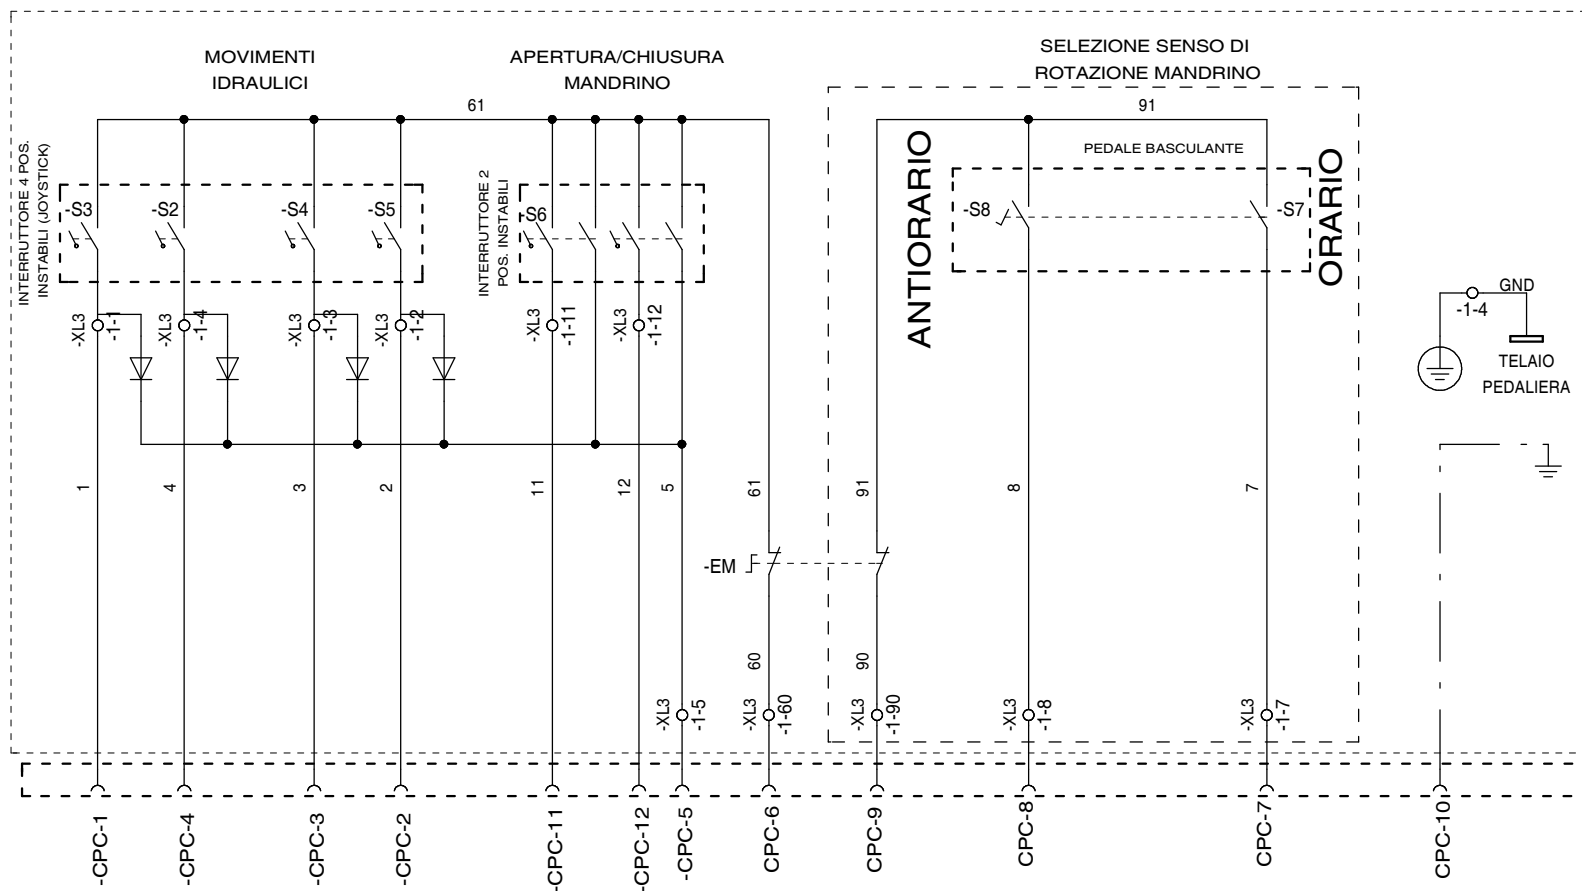 MOVIMENTI
IDRAULICI
APERTURA/CHIUSURA
MANDRINO
SELEZIONE SENSO DI
ROTAZIONE MANDRINO
61
91
INTERRUTTORE 4 POS.
INSTABILI (JOYSTICK)
-S3
-S2
-S4
-S5
INTERRUTTORE 2
POS. INSTABILI
-S6
ANTIORARIO
PEDALE BASCULANTE
-S8
-S7
ORARIO
-XL3
-1-1
-XL3
-1-4
-XL3
-1-3
-XL3
-1-2
-XL3
-1-11
-XL3
-1-12
GND
-1-4
TELAIO
PEDALIERA
1
4
3
2
11
12
5
61
91
8
7
-EM
60
90
-XL3
-1-5
-XL3
-1-60
-XL3
-1-90
-XL3
-1-8
-XL3
-1-7
-CPC-1
-CPC-4
-CPC-3
-CPC-2
-CPC-11
-CPC-12
-CPC-5
CPC-6
CPC-9
CPC-8
CPC-7
CPC-10